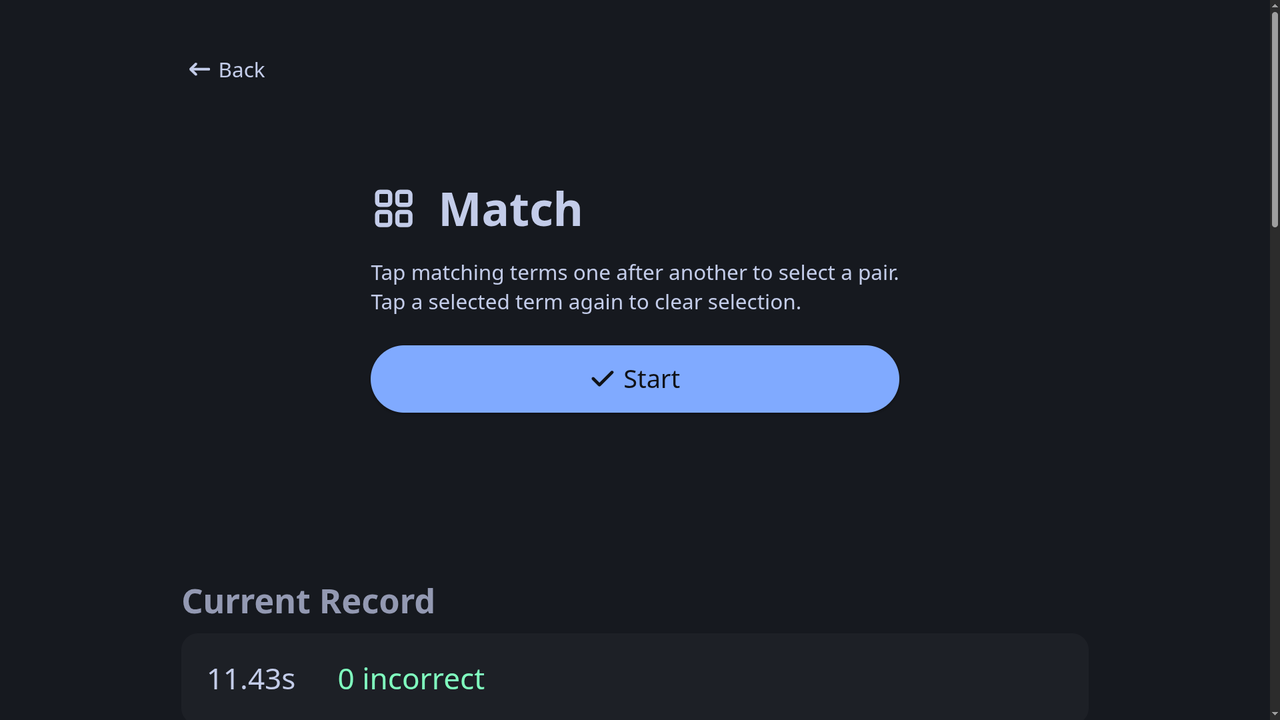 Back
Match
Tap matching terms one after another to select a pair.
Tap a selected term again to clear selection.
Start
Current Record
11.43s 0 incorrect